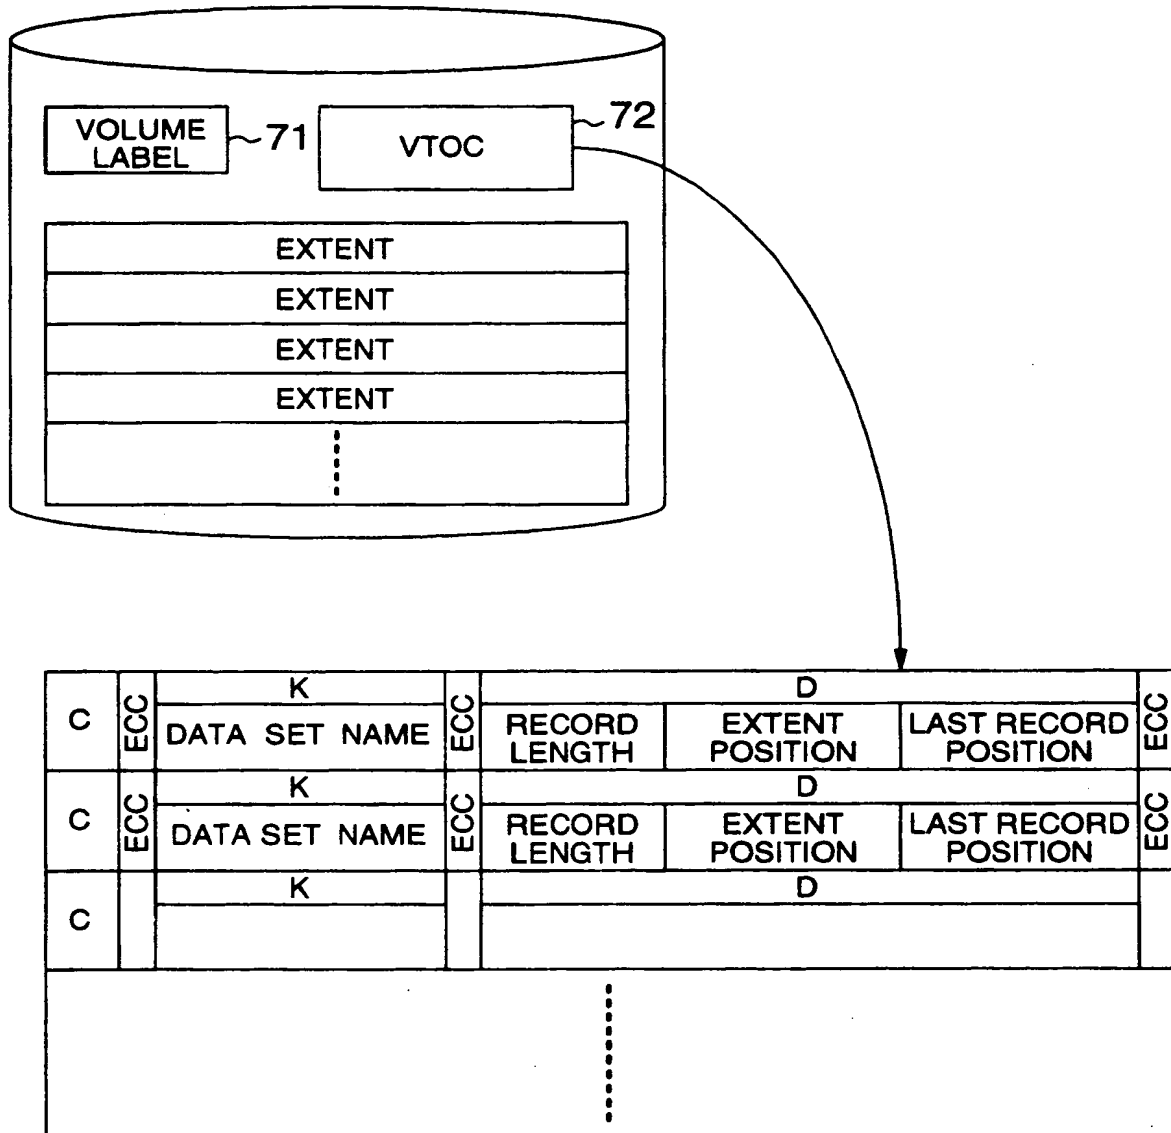 VOLUME
LABEL
71
VTOC
72
EXTENT
EXTENT
EXTENT
EXTENT
C
ECC
K
DATA SET NAME
ECC
D
RECORD
LENGTH
EXTENT
POSITION
LAST RECORD
POSITION
ECC
C
ECC
K
DATA SET NAME
ECC
D
RECORD
LENGTH
EXTENT
POSITION
LAST RECORD
POSITION
ECC
C
K
D